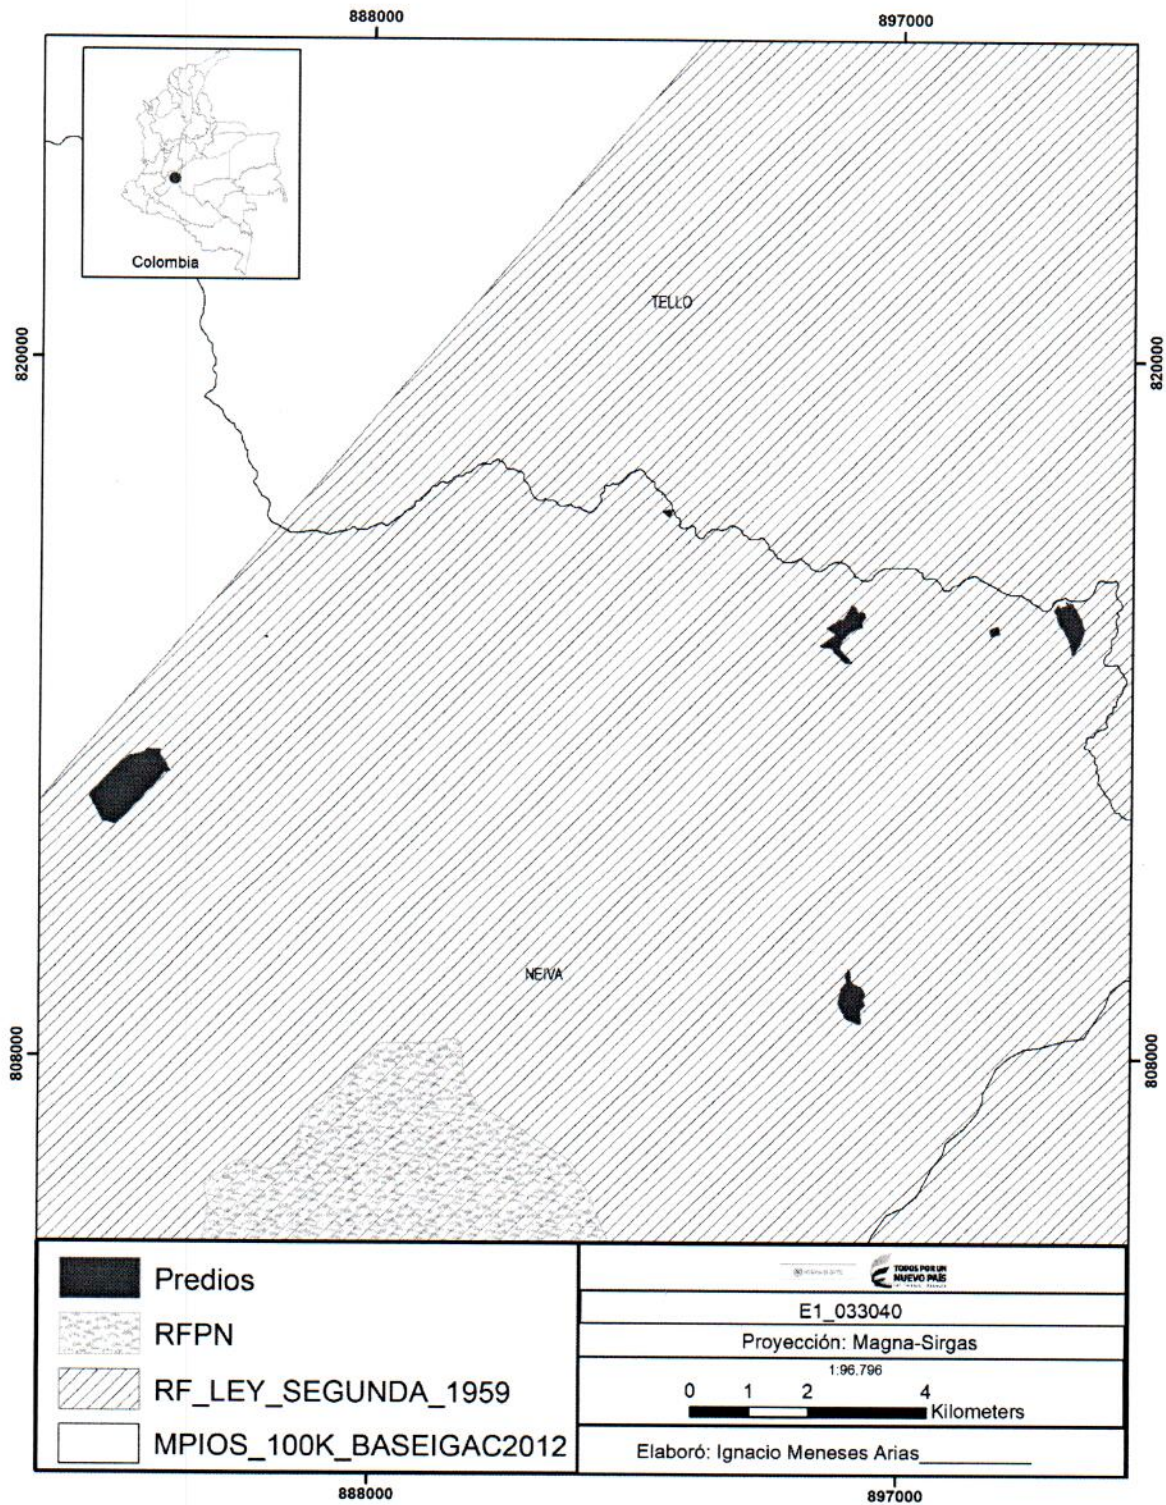 888000
897000
Colombia
TELLO
820000
820000
NEIVA
808000
808000
Predios
RFPN
RF_LEY_SEGUNDA_1959
MPIOS_100K_BASEIGAC2012
TODOS POR UN
NUEVO PAÍS
E1_033040
Proyección: Magna-Sirgas
1:96.796
0 1 2 4
Kilometers
Elaboró: Ignacio Meneses Arias__________
888000
897000